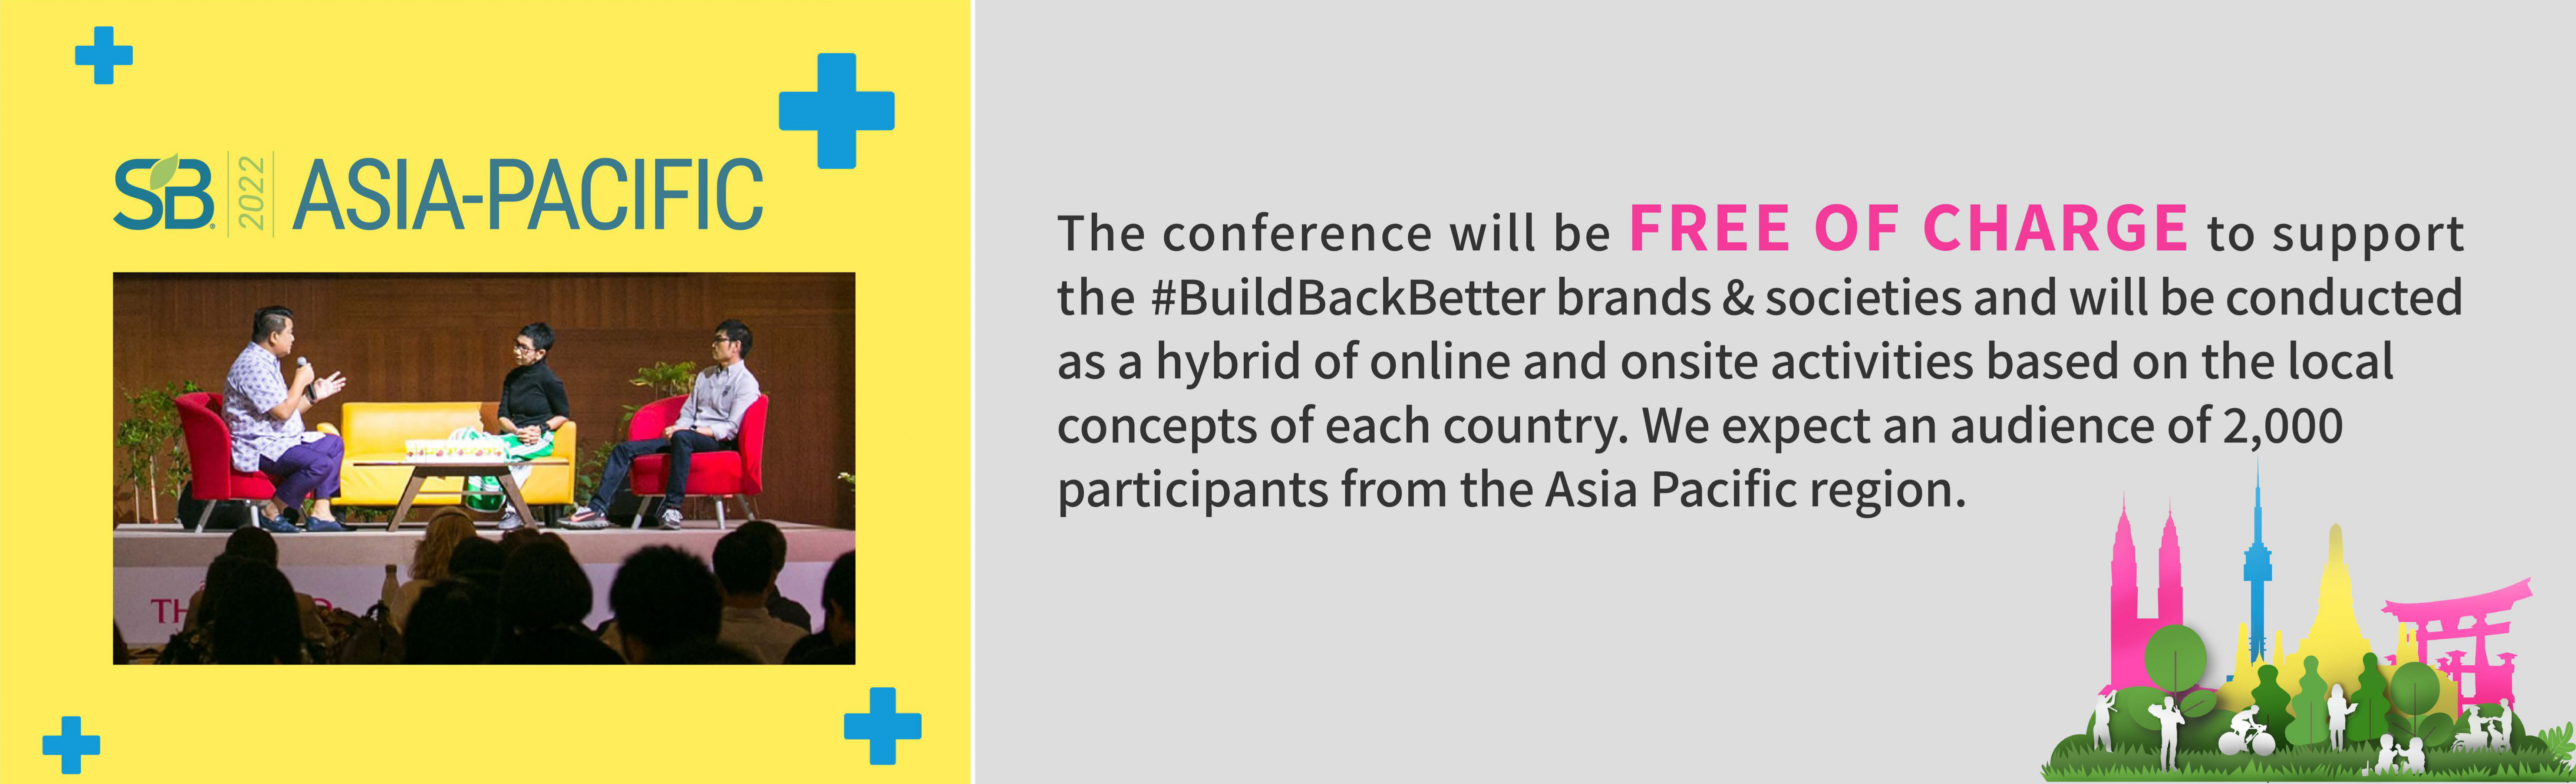 SB® 2022 ASIA-PACIFIC
TH
The conference will be FREE OF CHARGE to support
the #BuildBackBetter brands & societies and will be conducted
as a hybrid of online and onsite activities based on the local
concepts of each country. We expect an audience of 2,000
participants from the Asia Pacific region.